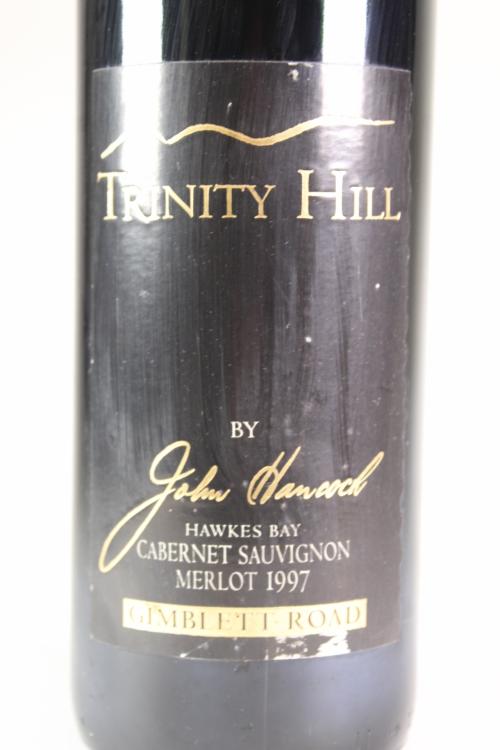 TRINITY HILL
BY
John Hancock
HAWKES BAY
CABERNET SAUVIGNON
MERLOT 1997
GIMBLETT ROAD